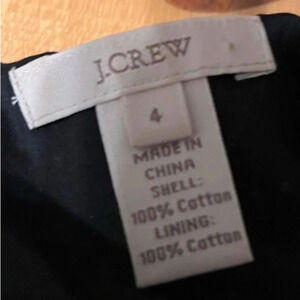 J.CREW
4
MADE IN
CHINA
SHELL:
100% Cotton
LINING:
100% Cotton